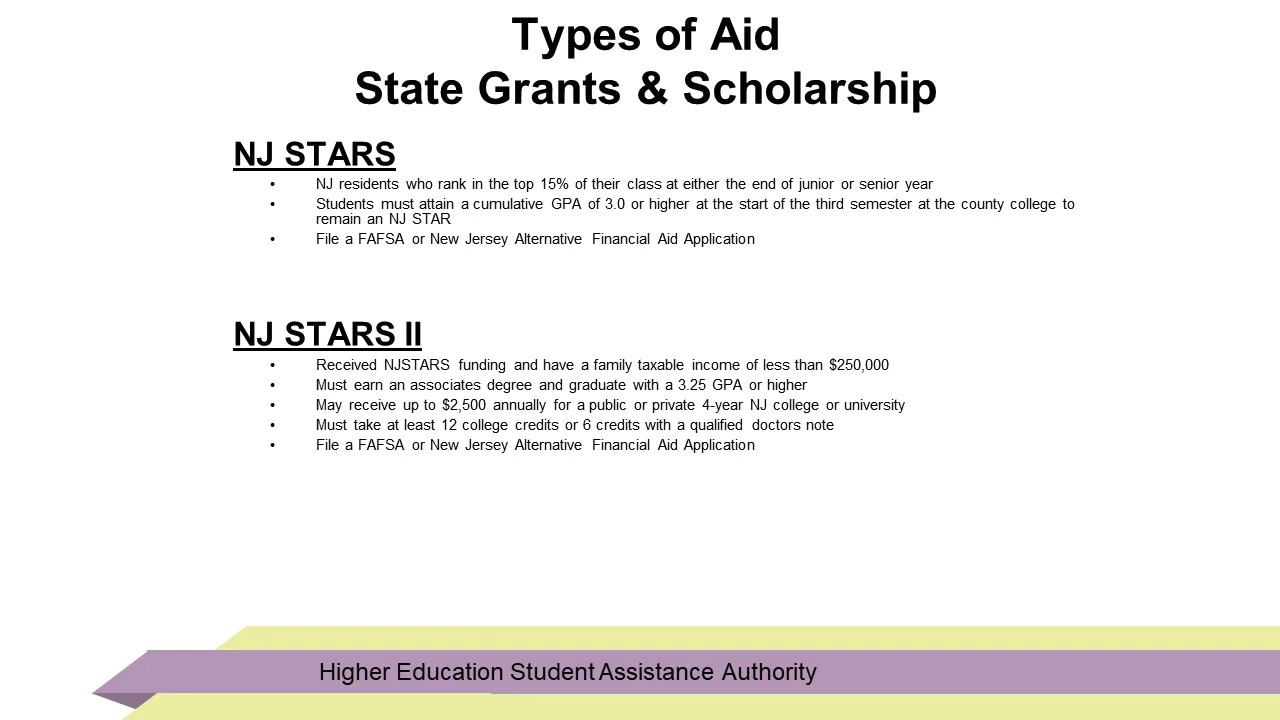 Types of Aid
State Grants & Scholarship
NJ STARS
• NJ residents who rank in the top 15% of their class at either the end of junior or senior year
• Students must attain a cumulative GPA of 3.0 or higher at the start of the third semester at the county college to
remain an NJ STAR
• File a FAFSA or New Jersey Alternative Financial Aid Application
NJ STARS II
• Received NJSTARS funding and have a family taxable income of less than $250,000
• Must earn an associates degree and graduate with a 3.25 GPA or higher
• May receive up to $2,500 annually for a public or private 4-year NJ college or university
• Must take at least 12 college credits or 6 credits with a qualified doctors note
• File a FAFSA or New Jersey Alternative Financial Aid Application
Higher Education Student Assistance Authority